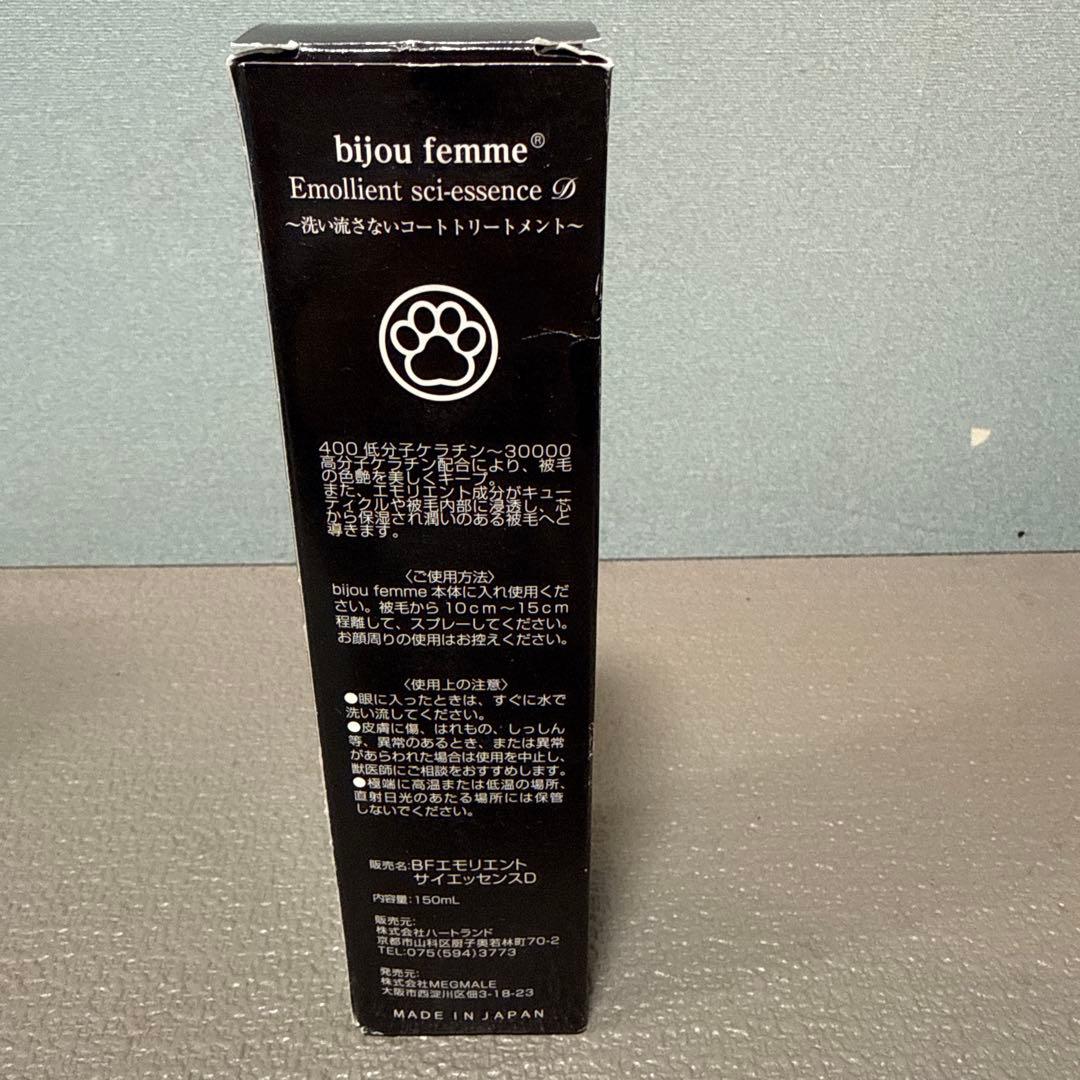 bijou femme®
Emollient sci-essence D
～洗い流さないコートトリートメント～
400低分子ケラチン～30000
高分子ケラチン配合により、被毛
の色艶を美しくキープ。
また、エモリエント成分がキュー
ティクルや被毛内部に浸透し、芯
から保湿され潤いのある被毛へと
導きます。
〈ご使用方法〉
bijou femme本体に入れ使用くだ
さい。被毛から10cm～15cm
程離して、スプレーしてください。
お顔周りの使用はお控えください。
〈使用上の注意〉
●眼に入ったときは、すぐに水で
洗い流してください。
●皮膚に傷、はれもの、しっしん
等、異常のあるとき、または異常
があらわれた場合は使用を中止し、
獣医師にご相談をおすすめします。
●極端に高温または低温の場所、
直射日光のあたる場所には保管
しないでください。
販売名:BFエモリエント
サイエッセンスD
内容量:150mL
販売元:
株式会社ハートランド
京都市山科区厨子奥若林町70-2
TEL:075(594)3773
発売元:
株式会社MEGMALE
大阪市西淀川区佃3-18-23
MADE IN JAPAN